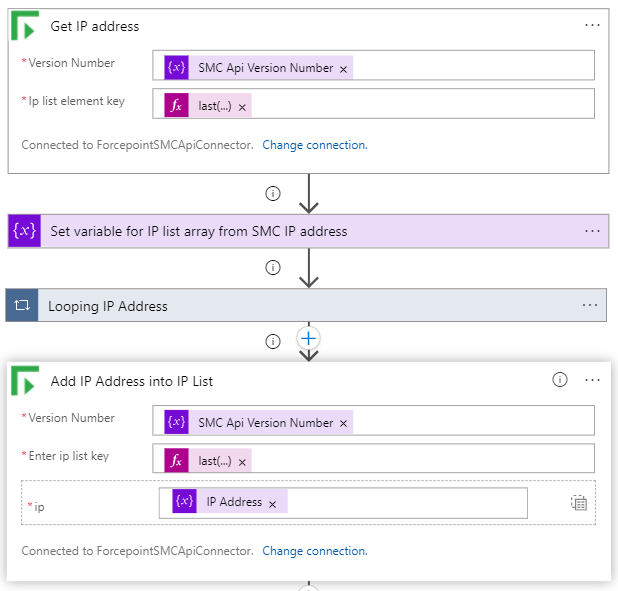 Get IP address
* Version Number
{x} SMC Api Version Number ×
* Ip list element key
fx last(...) ×
Connected to ForcepointSMCApiConnector. Change connection.
{x} Set variable for IP list array from SMC IP address
Looping IP Address
Add IP Address into IP List
* Version Number
{x} SMC Api Version Number ×
* Enter ip list key
fx last(...) ×
* ip
{x} IP Address ×
Connected to ForcepointSMCApiConnector. Change connection.